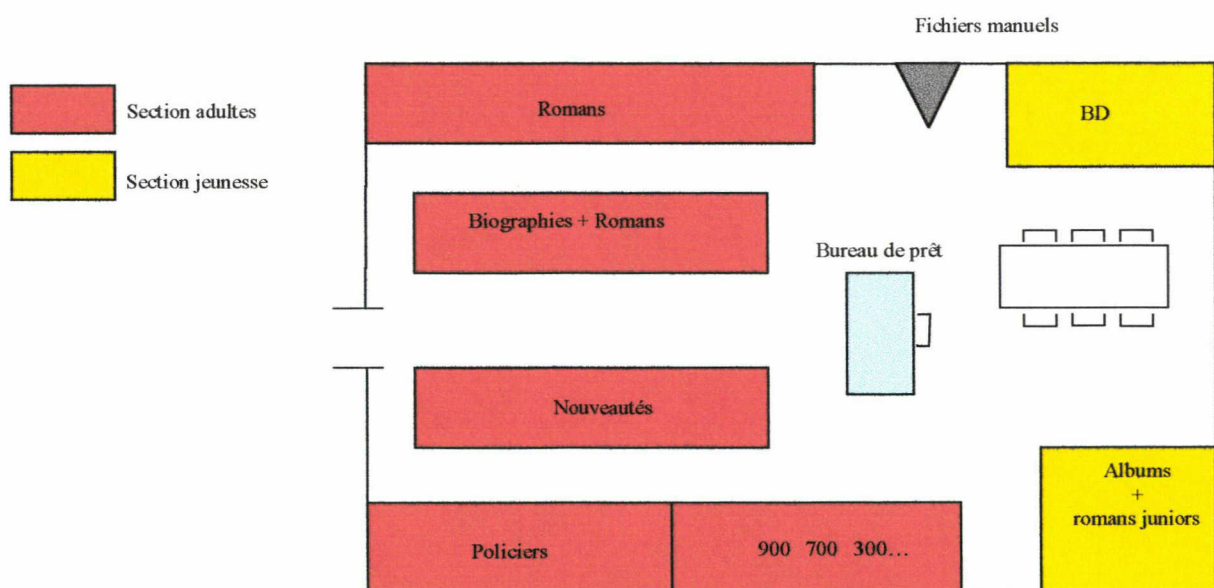 Fichiers manuels
Section adultes
Section jeunesse
Romans
BD
Biographies + Romans
Bureau de prêt
Nouveautés
Albums
+
romans juniors
Policiers
900 700 300...